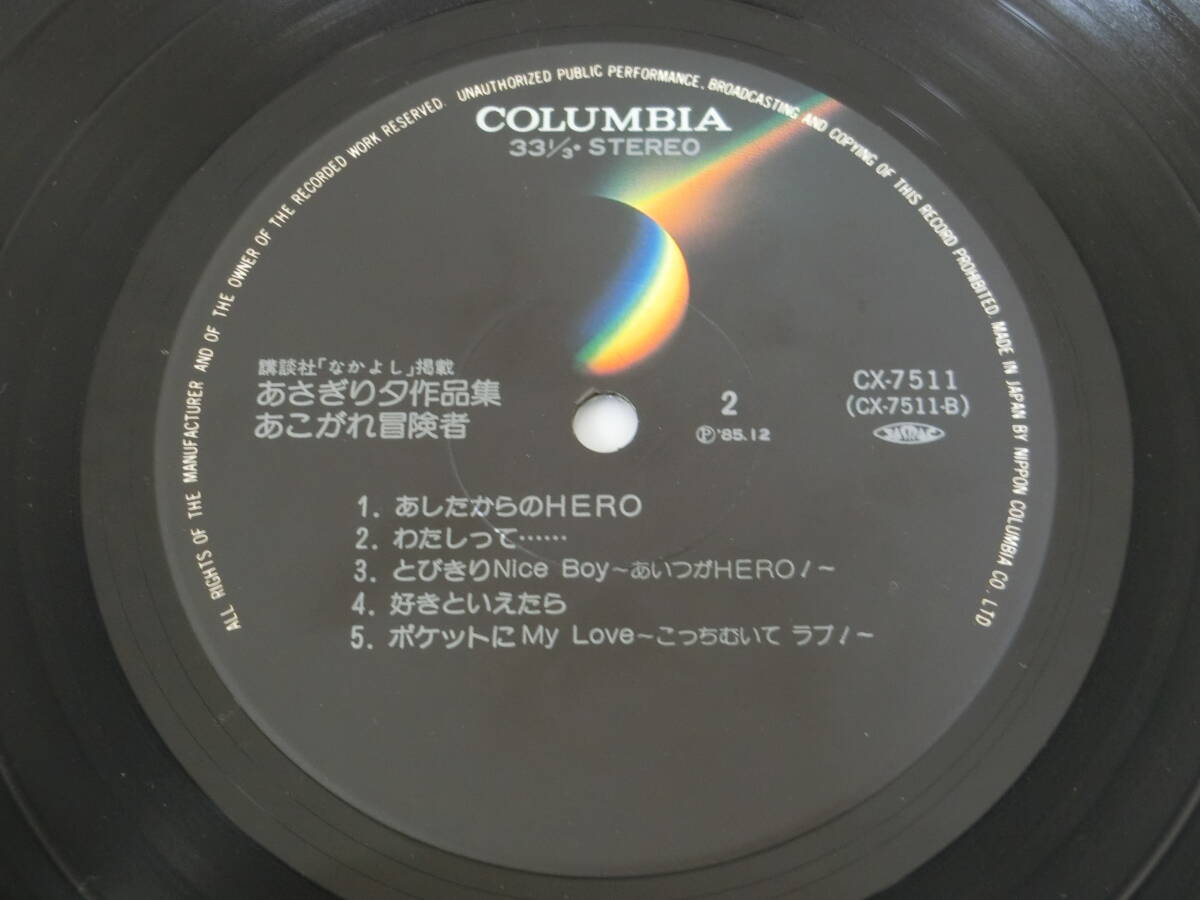 ALL RIGHTS OF THE MANUFACTURER AND OF THE OWNER OF THE RECORDED WORK RESERVED. UNAUTHORIZED PUBLIC PERFORMANCE, BROADCASTING AND COPYING OF THIS RECORD PROHIBITED. MADE IN JAPAN BY NIPPON COLUMBIA CO. LTD
COLUMBIA
33⅓・STEREO
講談社「なかよし」掲載
あさぎり夕作品集
あこがれ冒険者
2
Ⓟ'85.12
CX-7511
(CX-7511-B)
JASRAC
1. あしたからのHERO
2. わたしって……
3. とびきりNice Boy～あいつがHERO！～
4. 好きといえたら
5. ポケットにMy Love～こっちむいて ラブ！～